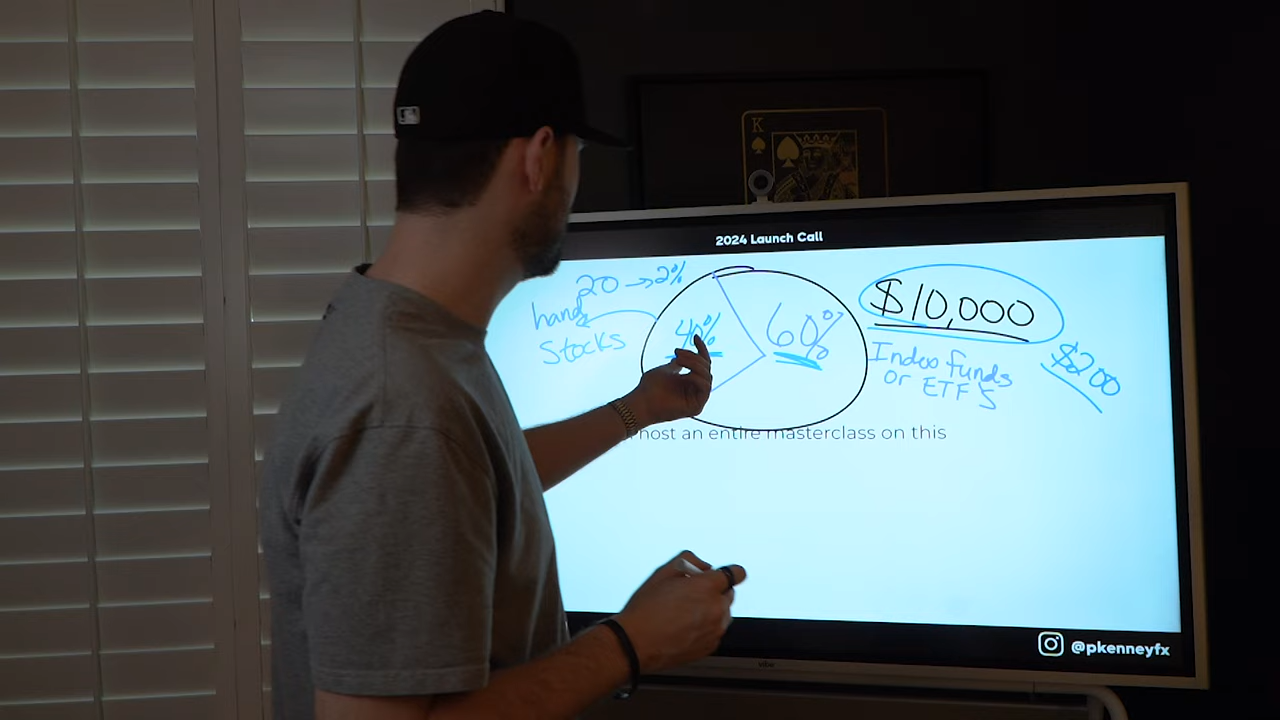 K
2024 Launch Call
20 → 2%
hand
Stocks
40%
60%
$10,000
Index funds
or ETFS
$200
host an entire masterclass on this
@pkenneyfx